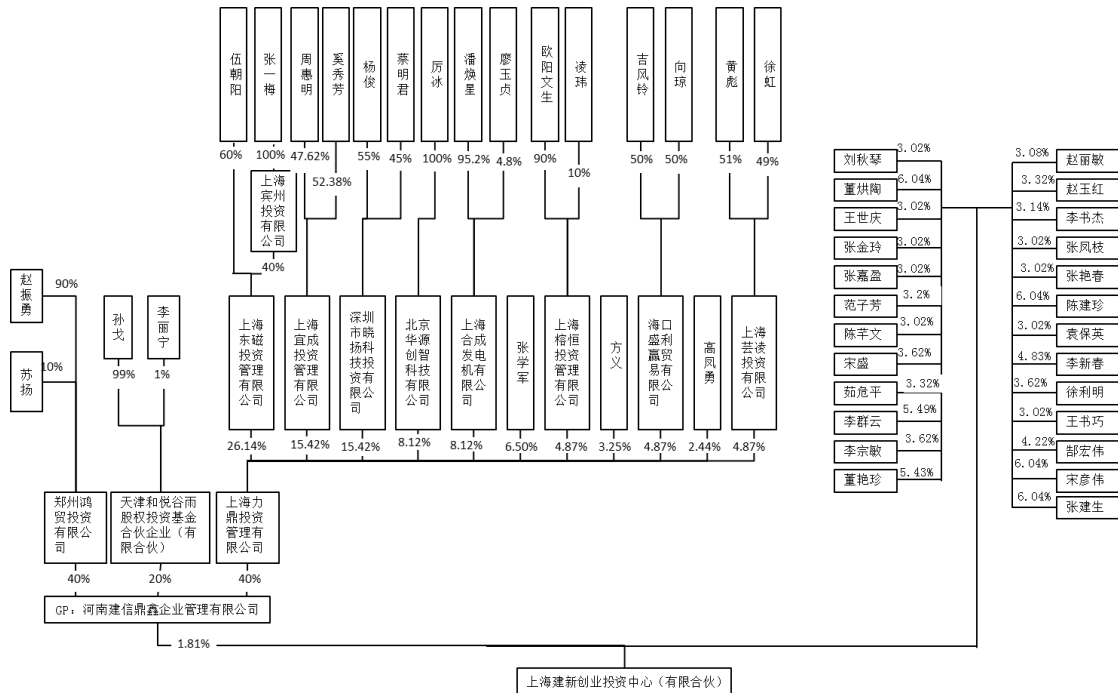 伍朝阳
张一梅
周惠明
奚秀芳
杨俊
蔡明君
厉冰
潘焕星
廖玉贞
欧阳文生
凌玮
吉风铃
向琼
黄彪
徐虹
60%
100%
47.62%
52.38%
55%
45%
100%
95.2%
4.8%
90%
10%
50%
50%
51%
49%
上海
宾州
投资
有限
公司
40%
赵振勇
90%
苏扬
10%
孙戈
99%
李丽宁
1%
上海
东磁
投资
管理
有限
公司
上海
宜成
投资
管理
有限
公司
深圳
市晓
扬科
技投
资有
限公
司
北京
华源
创智
科技
有限
公司
上海
合成
发电
机有
限公
司
张学军
上海
榕恒
投资
管理
有限
公司
方义
海口
盛利
赢贸
易有
限公
司
高凤勇
上海
芸凌
投资
有限
公司
26.14%
15.42%
15.42%
8.12%
8.12%
6.50%
4.87%
3.25%
4.87%
2.44%
4.87%
郑州鸿
贸投资
有限公
司
天津和悦谷雨
股权投资基金
合伙企业（有
限合伙）
上海力
鼎投资
管理有
限公司
40%
20%
40%
GP：河南建信鼎鑫企业管理有限公司
1.81%
刘秋琴
3.02%
董烘陶
6.04%
王世庆
3.02%
张金玲
3.02%
张嘉盈
3.02%
范子芳
3.2%
陈芊文
3.02%
宋盛
3.62%
茹危平
3.32%
李群云
5.49%
李宗敏
3.62%
董艳珍
5.43%
3.08%
赵丽敏
3.32%
赵玉红
3.14%
李书杰
3.02%
张凤枝
3.02%
张艳春
6.04%
陈建珍
3.02%
袁保英
4.83%
李新春
3.62%
徐利明
3.02%
王书巧
4.22%
郜宏伟
6.04%
宋彦伟
6.04%
张建生
上海建新创业投资中心（有限合伙）